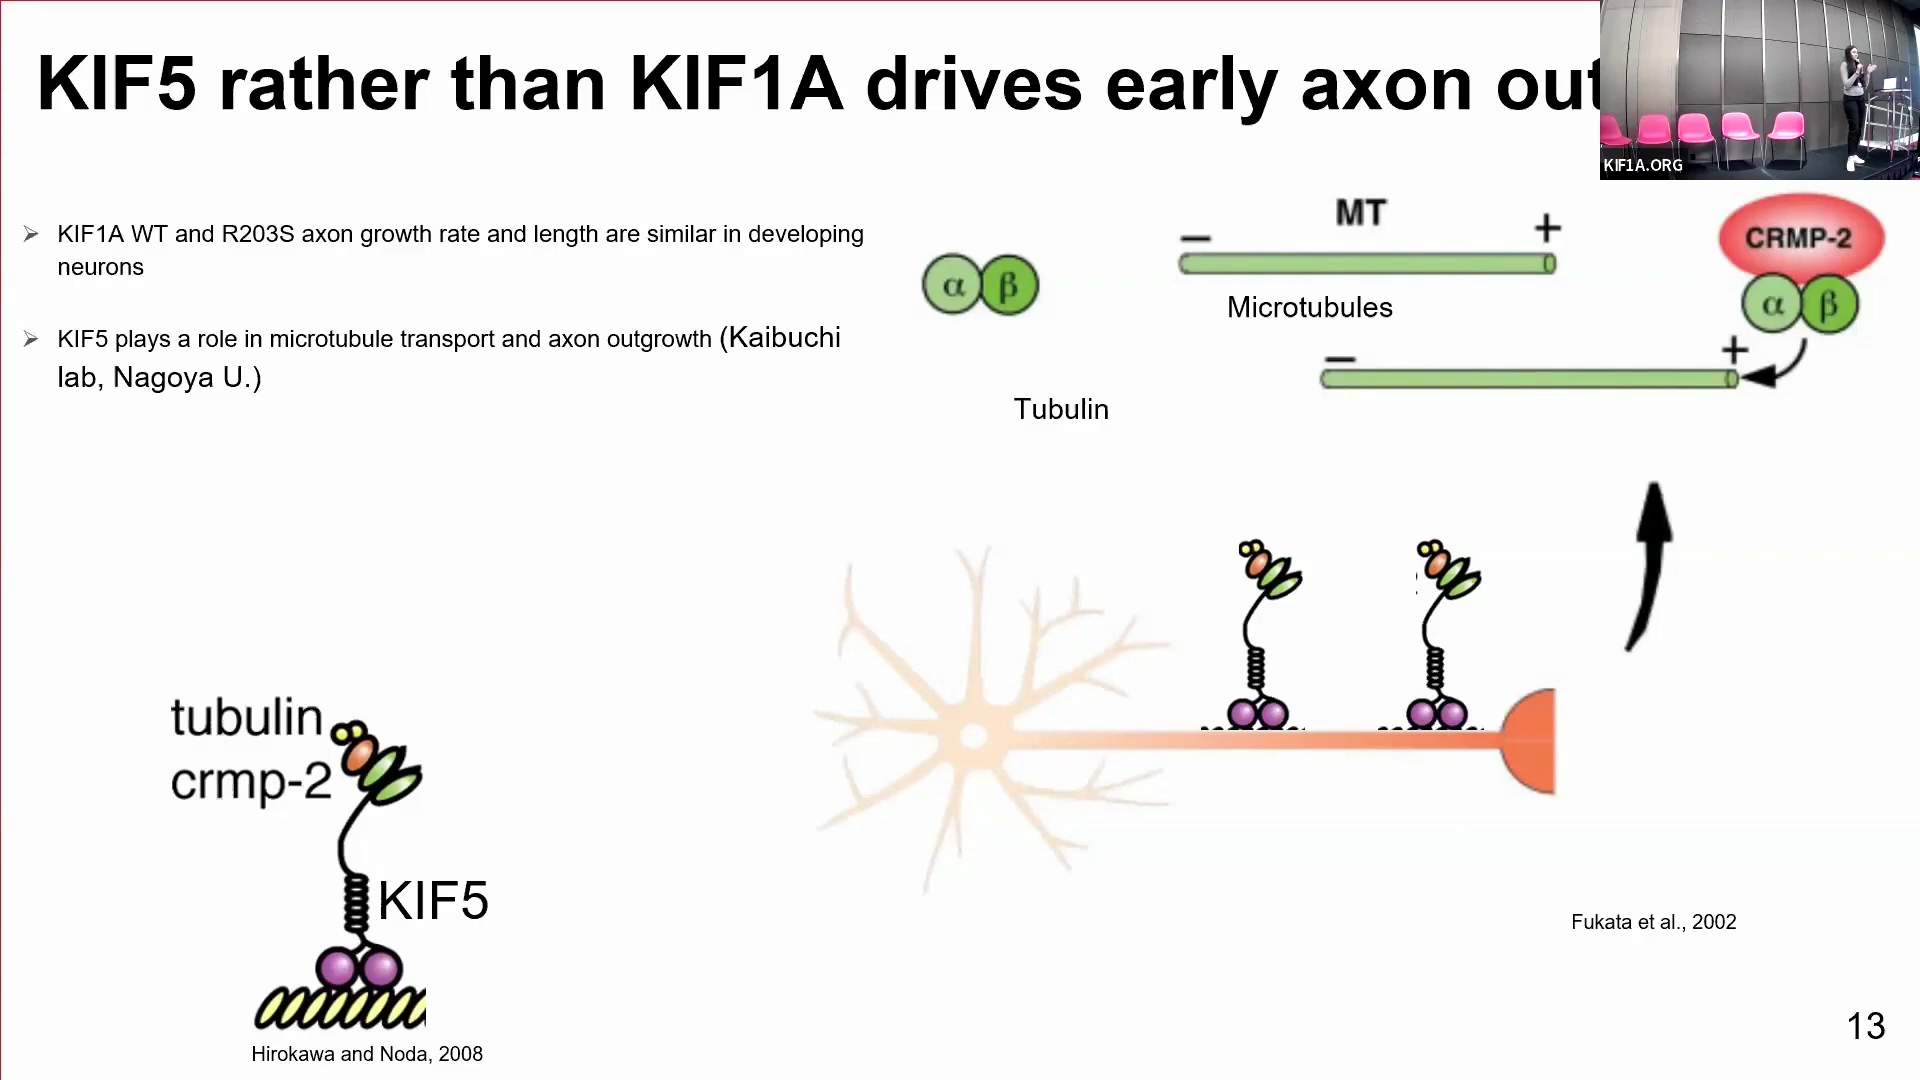 KIF5 rather than KIF1A drives early axon out
KIF1A.ORG
KIF1A WT and R203S axon growth rate and length are similar in developing
neurons
KIF5 plays a role in microtubule transport and axon outgrowth (Kaibuchi
lab, Nagoya U.)
α β
Tubulin
MT
− +
Microtubules
CRMP-2
α β
− +
tubulin
crmp-2
KIF5
Hirokawa and Noda, 2008
Fukata et al., 2002
13